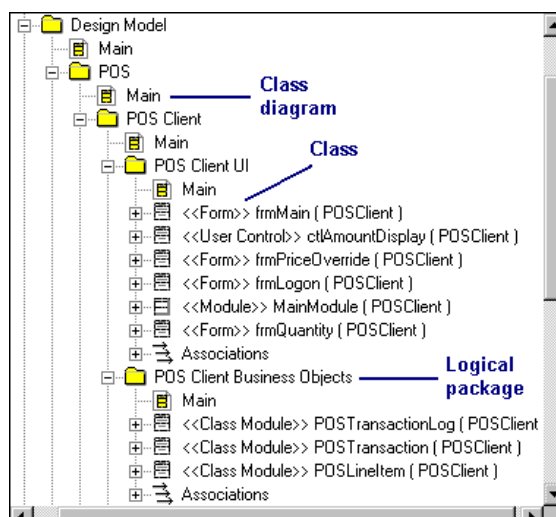 Design Model
Main
POS
Main
Class
diagram
POS Client
Main
Class
POS Client UI
Main
<<Form>> frmMain ( POSClient )
<<User Control>> ctlAmountDisplay ( POSClient )
<<Form>> frmPriceOverride ( POSClient )
<<Form>> frmLogon ( POSClient )
<<Module>> MainModule ( POSClient )
<<Form>> frmQuantity ( POSClient )
Associations
POS Client Business Objects
Logical
package
Main
<<Class Module>> POSTransactionLog ( POSClient
<<Class Module>> POSTransaction ( POSClient )
<<Class Module>> POSLineItem ( POSClient )
Associations